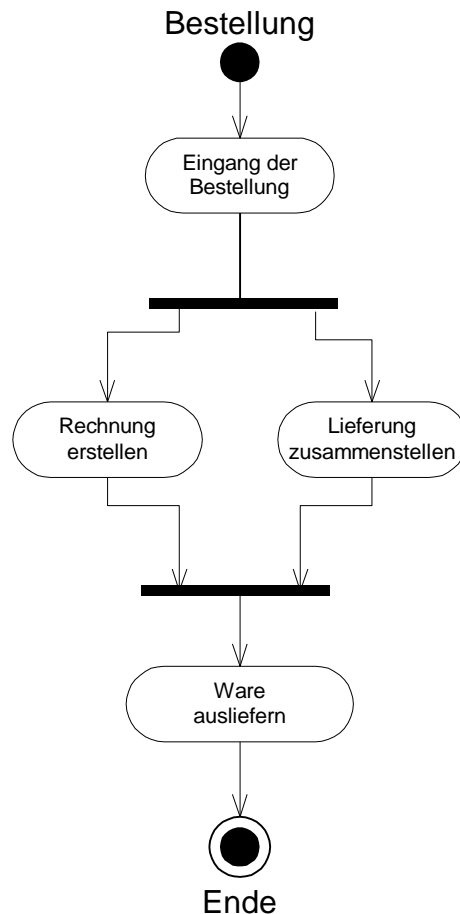 Bestellung
Eingang der
Bestellung
Rechnung
erstellen
Lieferung
zusammenstellen
Ware
ausliefern
Ende